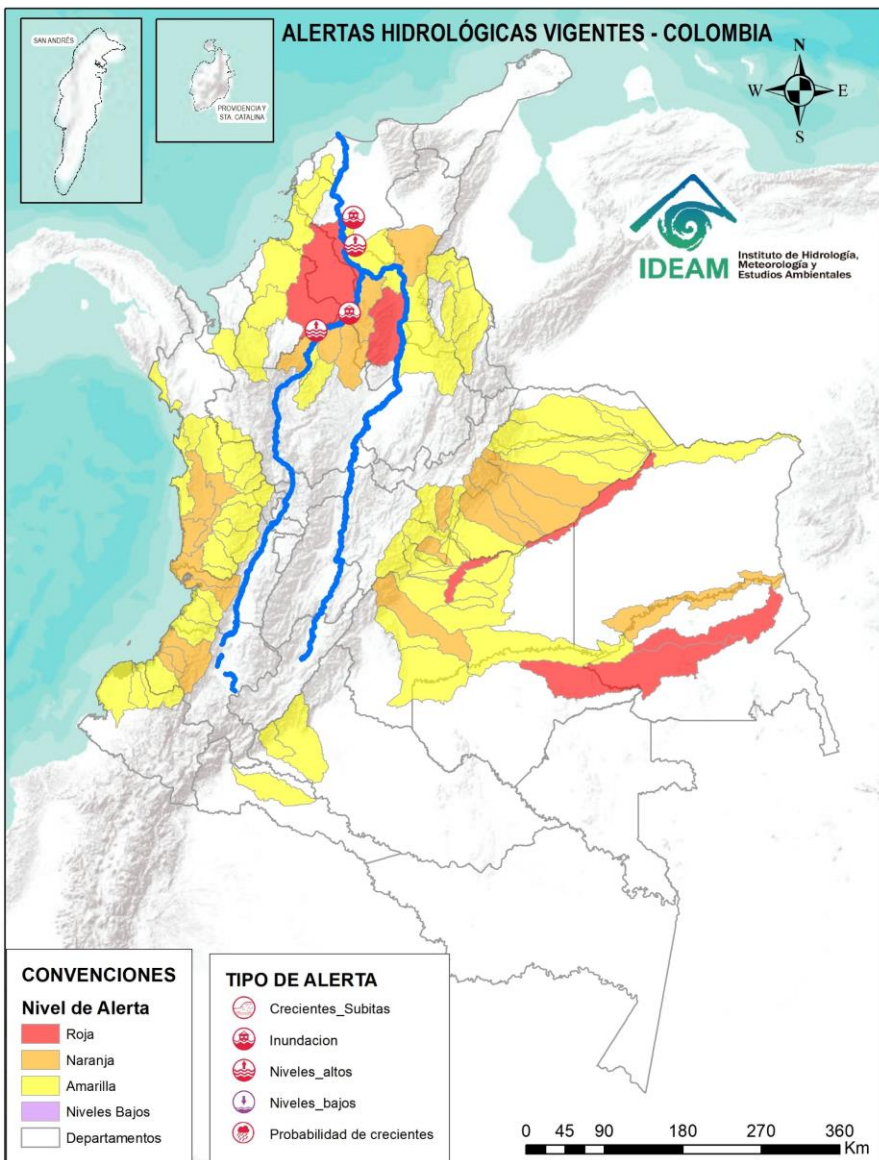 ALERTAS HIDROLÓGICAS VIGENTES - COLOMBIA
SAN ANDRÉS
PROVIDENCIA Y
STA. CATALINA
N
W
E
S
IDEAM
Instituto de Hidrología,
Meteorología y
Estudios Ambientales
CONVENCIONES
Nivel de Alerta
Roja
Naranja
Amarilla
Niveles Bajos
Departamentos
TIPO DE ALERTA
Crecientes_Subitas
Inundacion
Niveles_altos
Niveles_bajos
Probabilidad de crecientes
0 45 90 180 270 360
Km